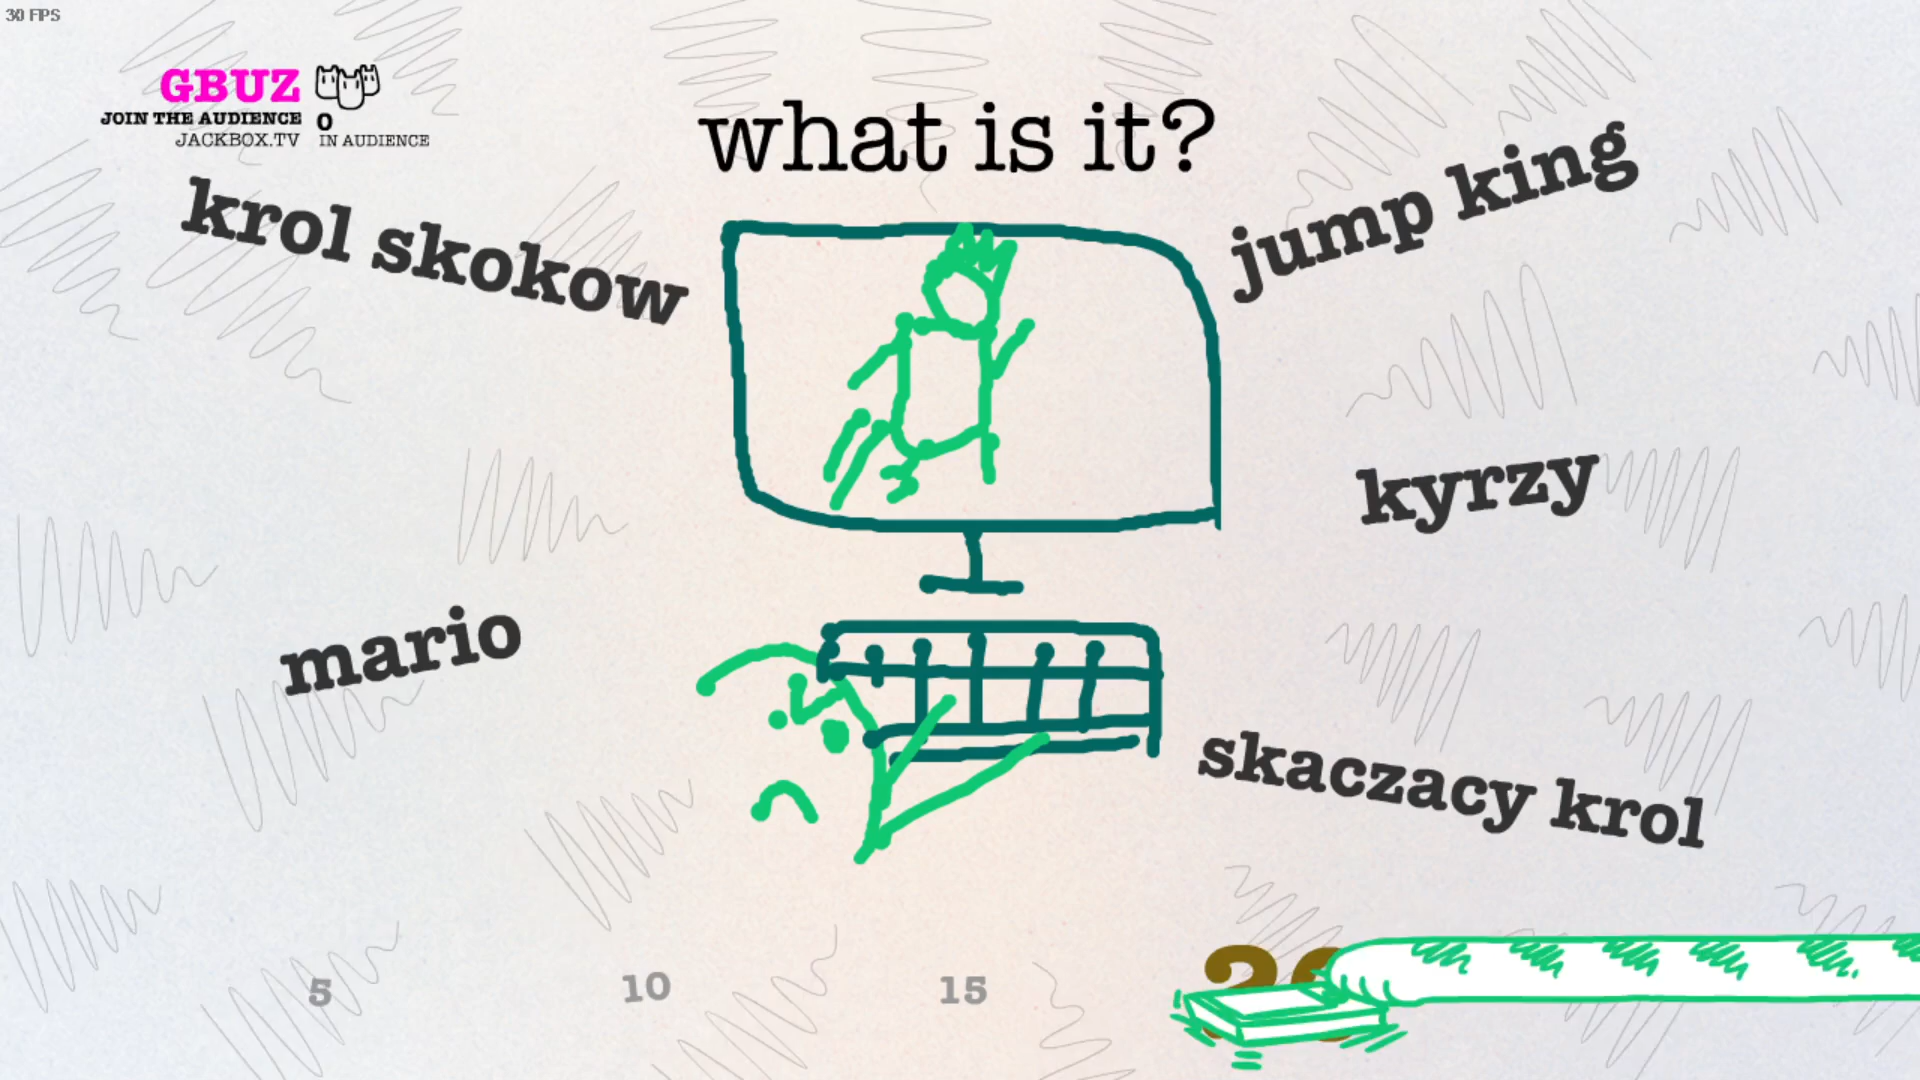 30 FPS
GBUZ
JOIN THE AUDIENCE
JACKBOX.TV
0
IN AUDIENCE
what is it?
krol skokow
jump king
kyrzy
mario
skaczacy krol
5
10
15